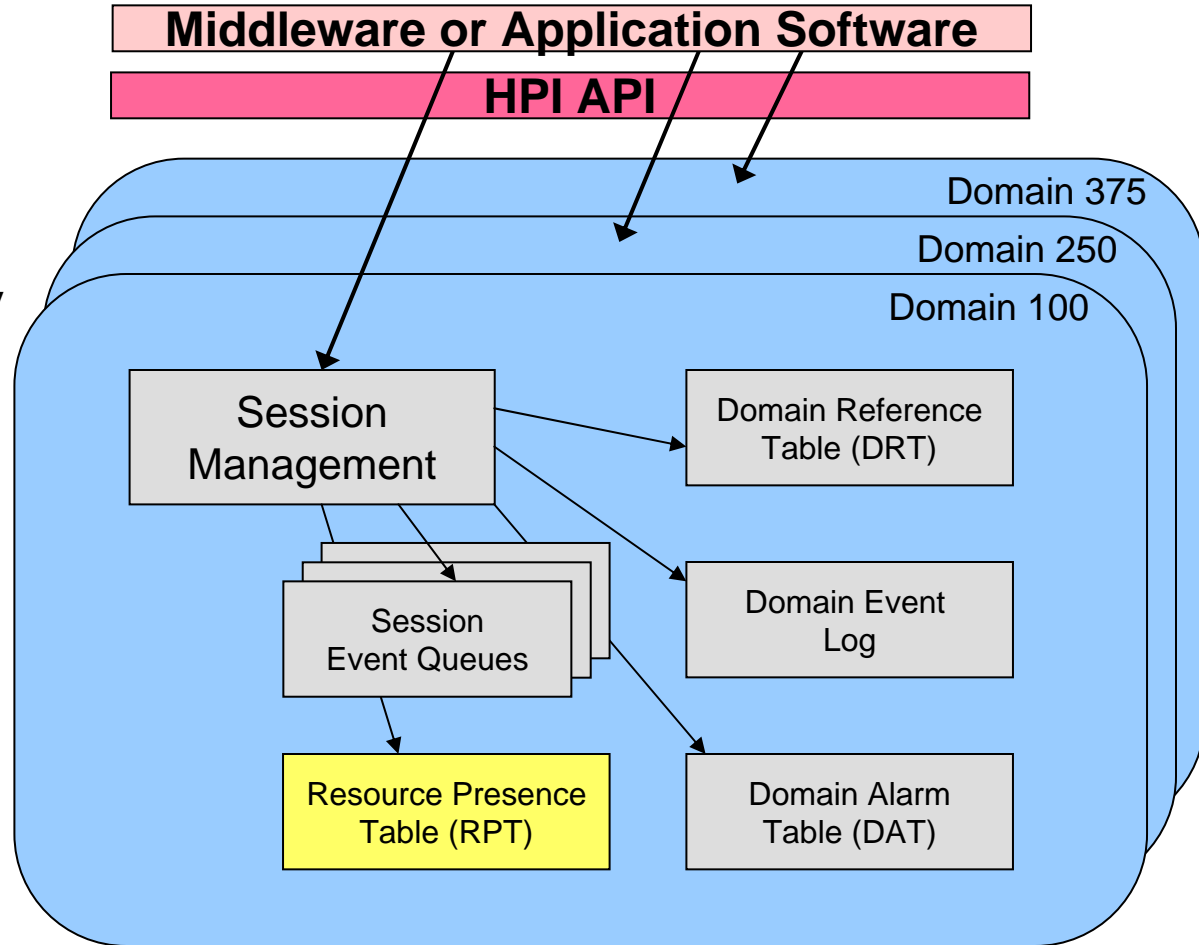 Middleware or Application Software
HPI API
Domain 375
Domain 250
Domain 100
Session
Management
Domain Reference
Table (DRT)
Session
Event Queues
Domain Event
Log
Resource Presence
Table (RPT)
Domain Alarm
Table (DAT)